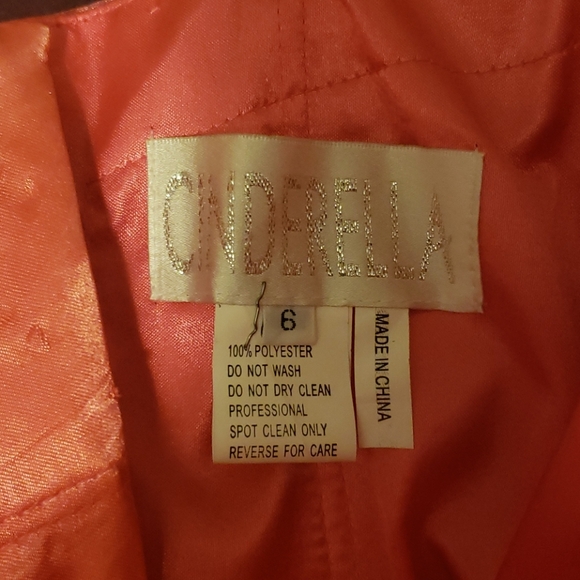 CINDERELLA
6
100% POLYESTER
DO NOT WASH
DO NOT DRY CLEAN
PROFESSIONAL
SPOT CLEAN ONLY
REVERSE FOR CARE
MADE IN CHINA